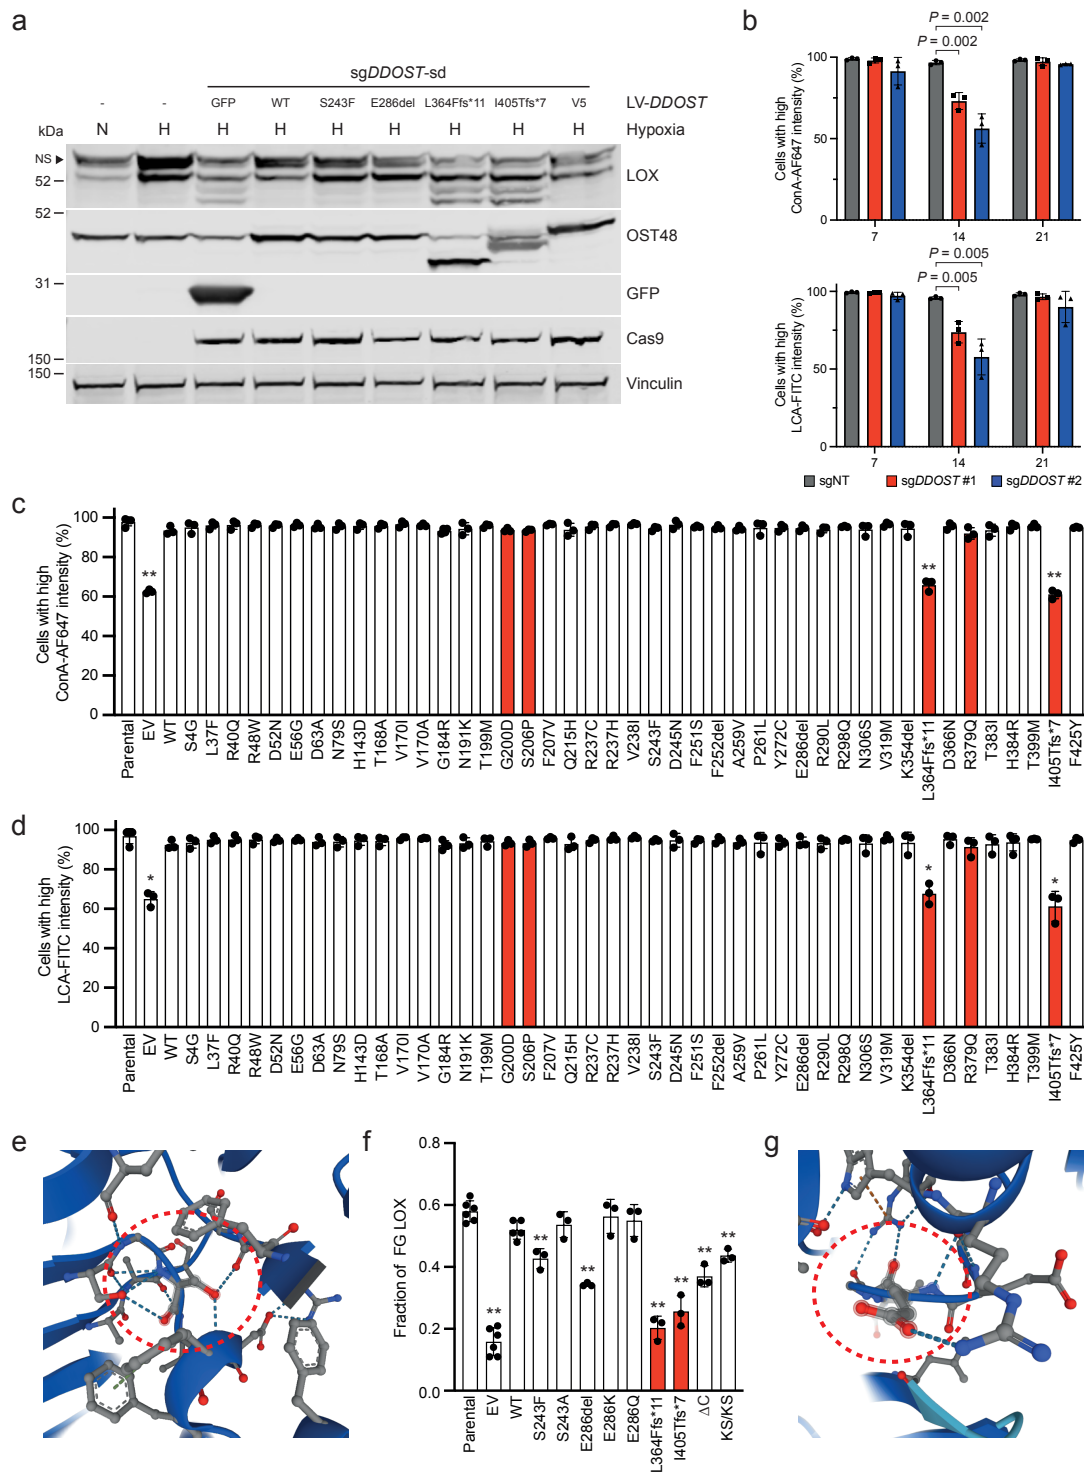 a
sgDDOST-sd
- - GFP WT S243F E286del L364Ffs*11 I405Tfs*7 V5 LV-DDOST
kDa N H H H H H H H H Hypoxia
NS
52
LOX
52
OST48
31
GFP
Cas9
150
150
Vinculin
b
P = 0.002
P = 0.002
Cells with high
ConA-AF647 intensity (%)
100
50
0
7 14 21
P = 0.005
P = 0.005
Cells with high
LCA-FITC intensity (%)
100
50
0
7 14 21
sgNT sgDDOST #1 sgDDOST #2
c
Cells with high
ConA-AF647 intensity (%)
100
80
60
40
20
0
** ** **
Parental EV WT S4G L37F R40Q R48W D52N E56G D63A N79S H143D T168A V170I V170A G184R N191K T199M G200D S206P F207V Q215H R237C R237H V238I S243F D245N F251S F252del A259V P261L Y272C E286del R290L R298Q N306S V319M K354del L364Ffs*11 D366N R379Q T383I H384R T399M I405Tfs*7 F425Y
d
Cells with high
LCA-FITC intensity (%)
100
80
60
40
20
0
* * *
Parental EV WT S4G L37F R40Q R48W D52N E56G D63A N79S H143D T168A V170I V170A G184R N191K T199M G200D S206P F207V Q215H R237C R237H V238I S243F D245N F251S F252del A259V P261L Y272C E286del R290L R298Q N306S V319M K354del L364Ffs*11 D366N R379Q T383I H384R T399M I405Tfs*7 F425Y
e
f
Fraction of FG LOX
0.8
0.6
0.4
0.2
0.0
** ** ** ** ** ** **
Parental EV WT S243F S243A E286del E286K E286Q L364Ffs*11 I405Tfs*7 ΔC KS/KS
g